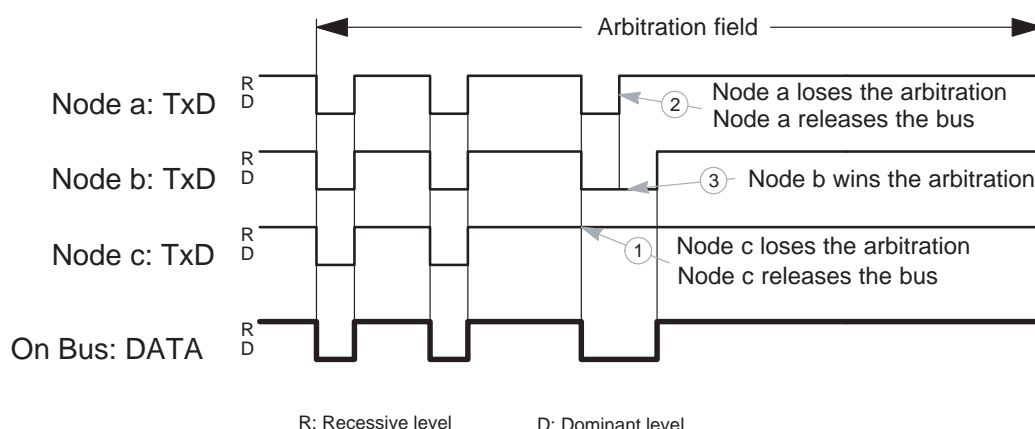 Arbitration field
Node a: TxD
R
D
2
Node a loses the arbitration
Node a releases the bus
Node b: TxD
R
D
3
Node b wins the arbitration
Node c: TxD
R
D
1
Node c loses the arbitration
Node c releases the bus
On Bus: DATA
R
D
R: Recessive level
D: Dominant level